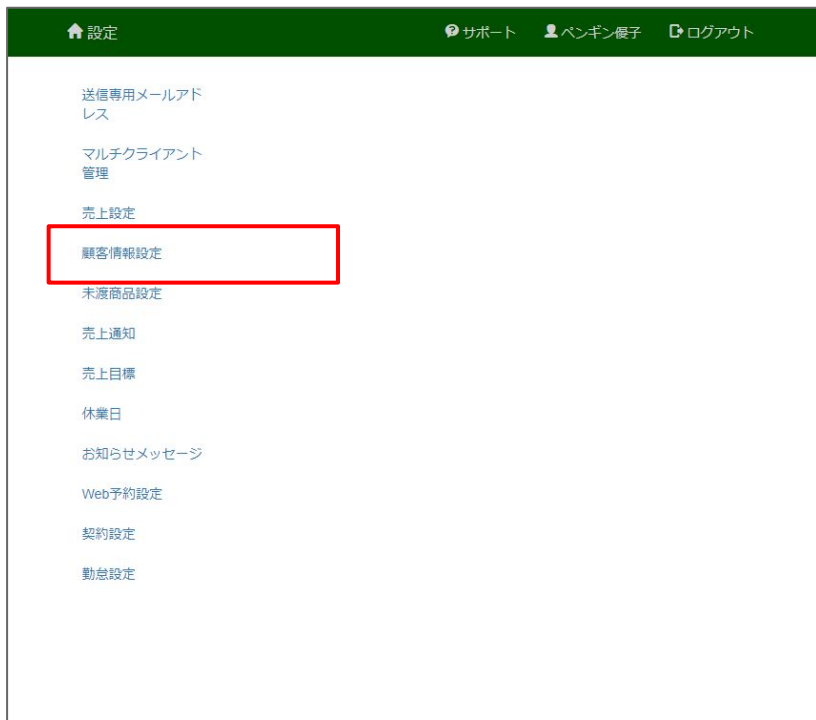 設定 サポート ペンギン優子 ログアウト
送信専用メールアド
レス
マルチクライアント
管理
売上設定
顧客情報設定
未渡商品設定
売上通知
売上目標
休業日
お知らせメッセージ
Web予約設定
契約設定
勤怠設定